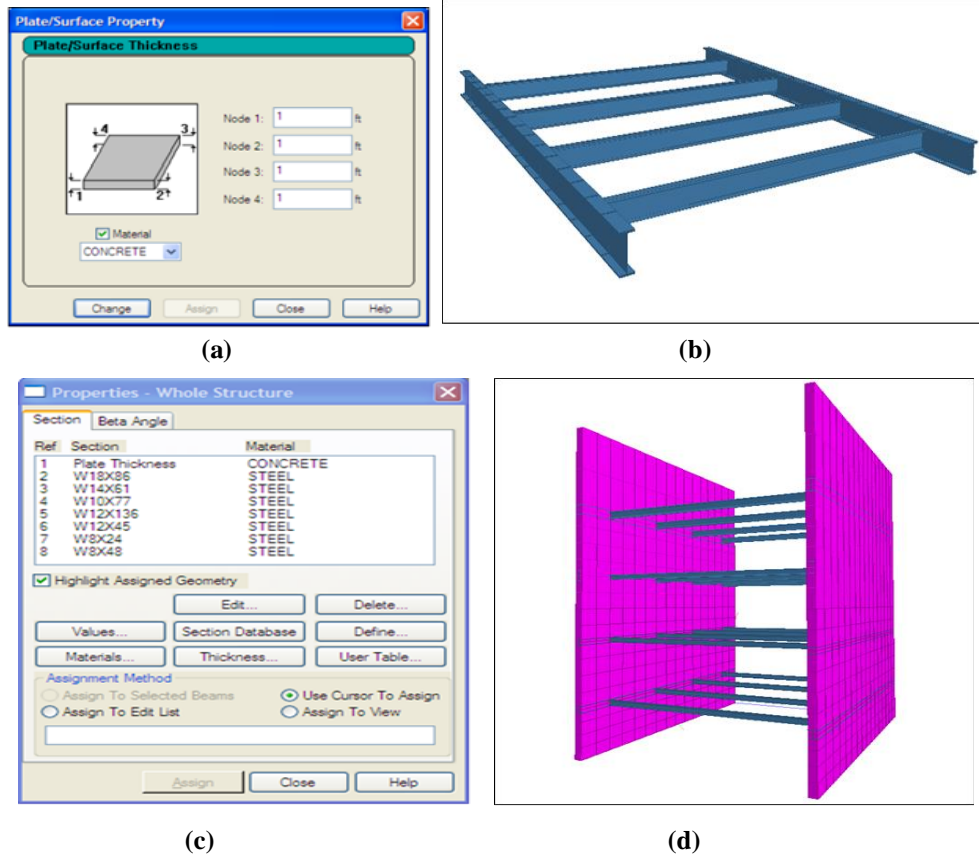 Plate/Surface Property
Plate/Surface Thickness
4 3
1 2
Node 1: 1 ft
Node 2: 1 ft
Node 3: 1 ft
Node 4: 1 ft
Material
CONCRETE
Change Assign Close Help
(a) (b)
Properties - Whole Structure
Section Beta Angle
Ref Section Material
1 Plate Thickness CONCRETE
2 W18X86 STEEL
3 W14X61 STEEL
4 W10X77 STEEL
5 W12X136 STEEL
6 W12X45 STEEL
7 W8X24 STEEL
8 W8X48 STEEL
Highlight Assigned Geometry
Edit... Delete...
Values... Section Database Define...
Materials... Thickness... User Table...
Assignment Method
Assign To Selected Beams Use Cursor To Assign
Assign To Edit List Assign To View
Assign Close Help
(c) (d)